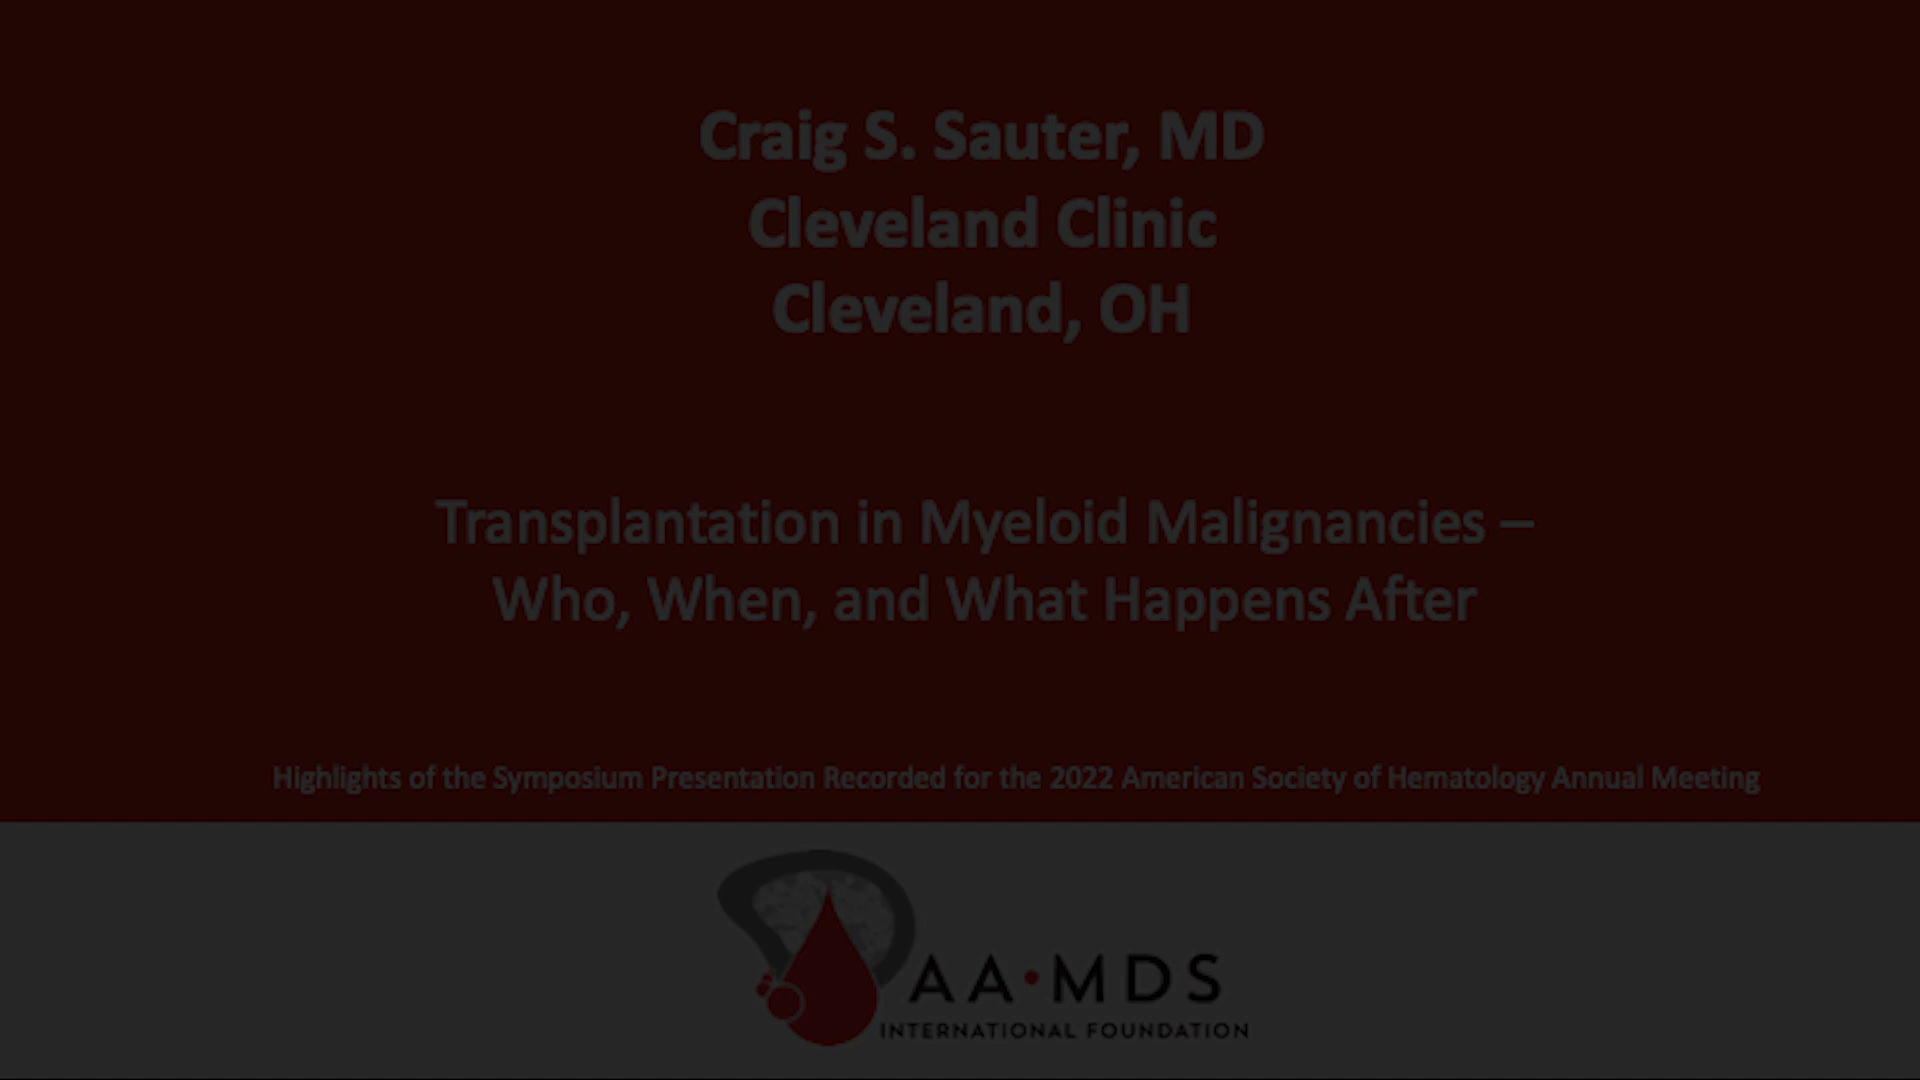 Craig S. Sauter, MD
Cleveland Clinic
Cleveland, OH
Transplantation in Myeloid Malignancies –
Who, When, and What Happens After
Highlights of the Symposium Presentation Recorded for the 2022 American Society of Hematology Annual Meeting
AA•MDS
INTERNATIONAL FOUNDATION